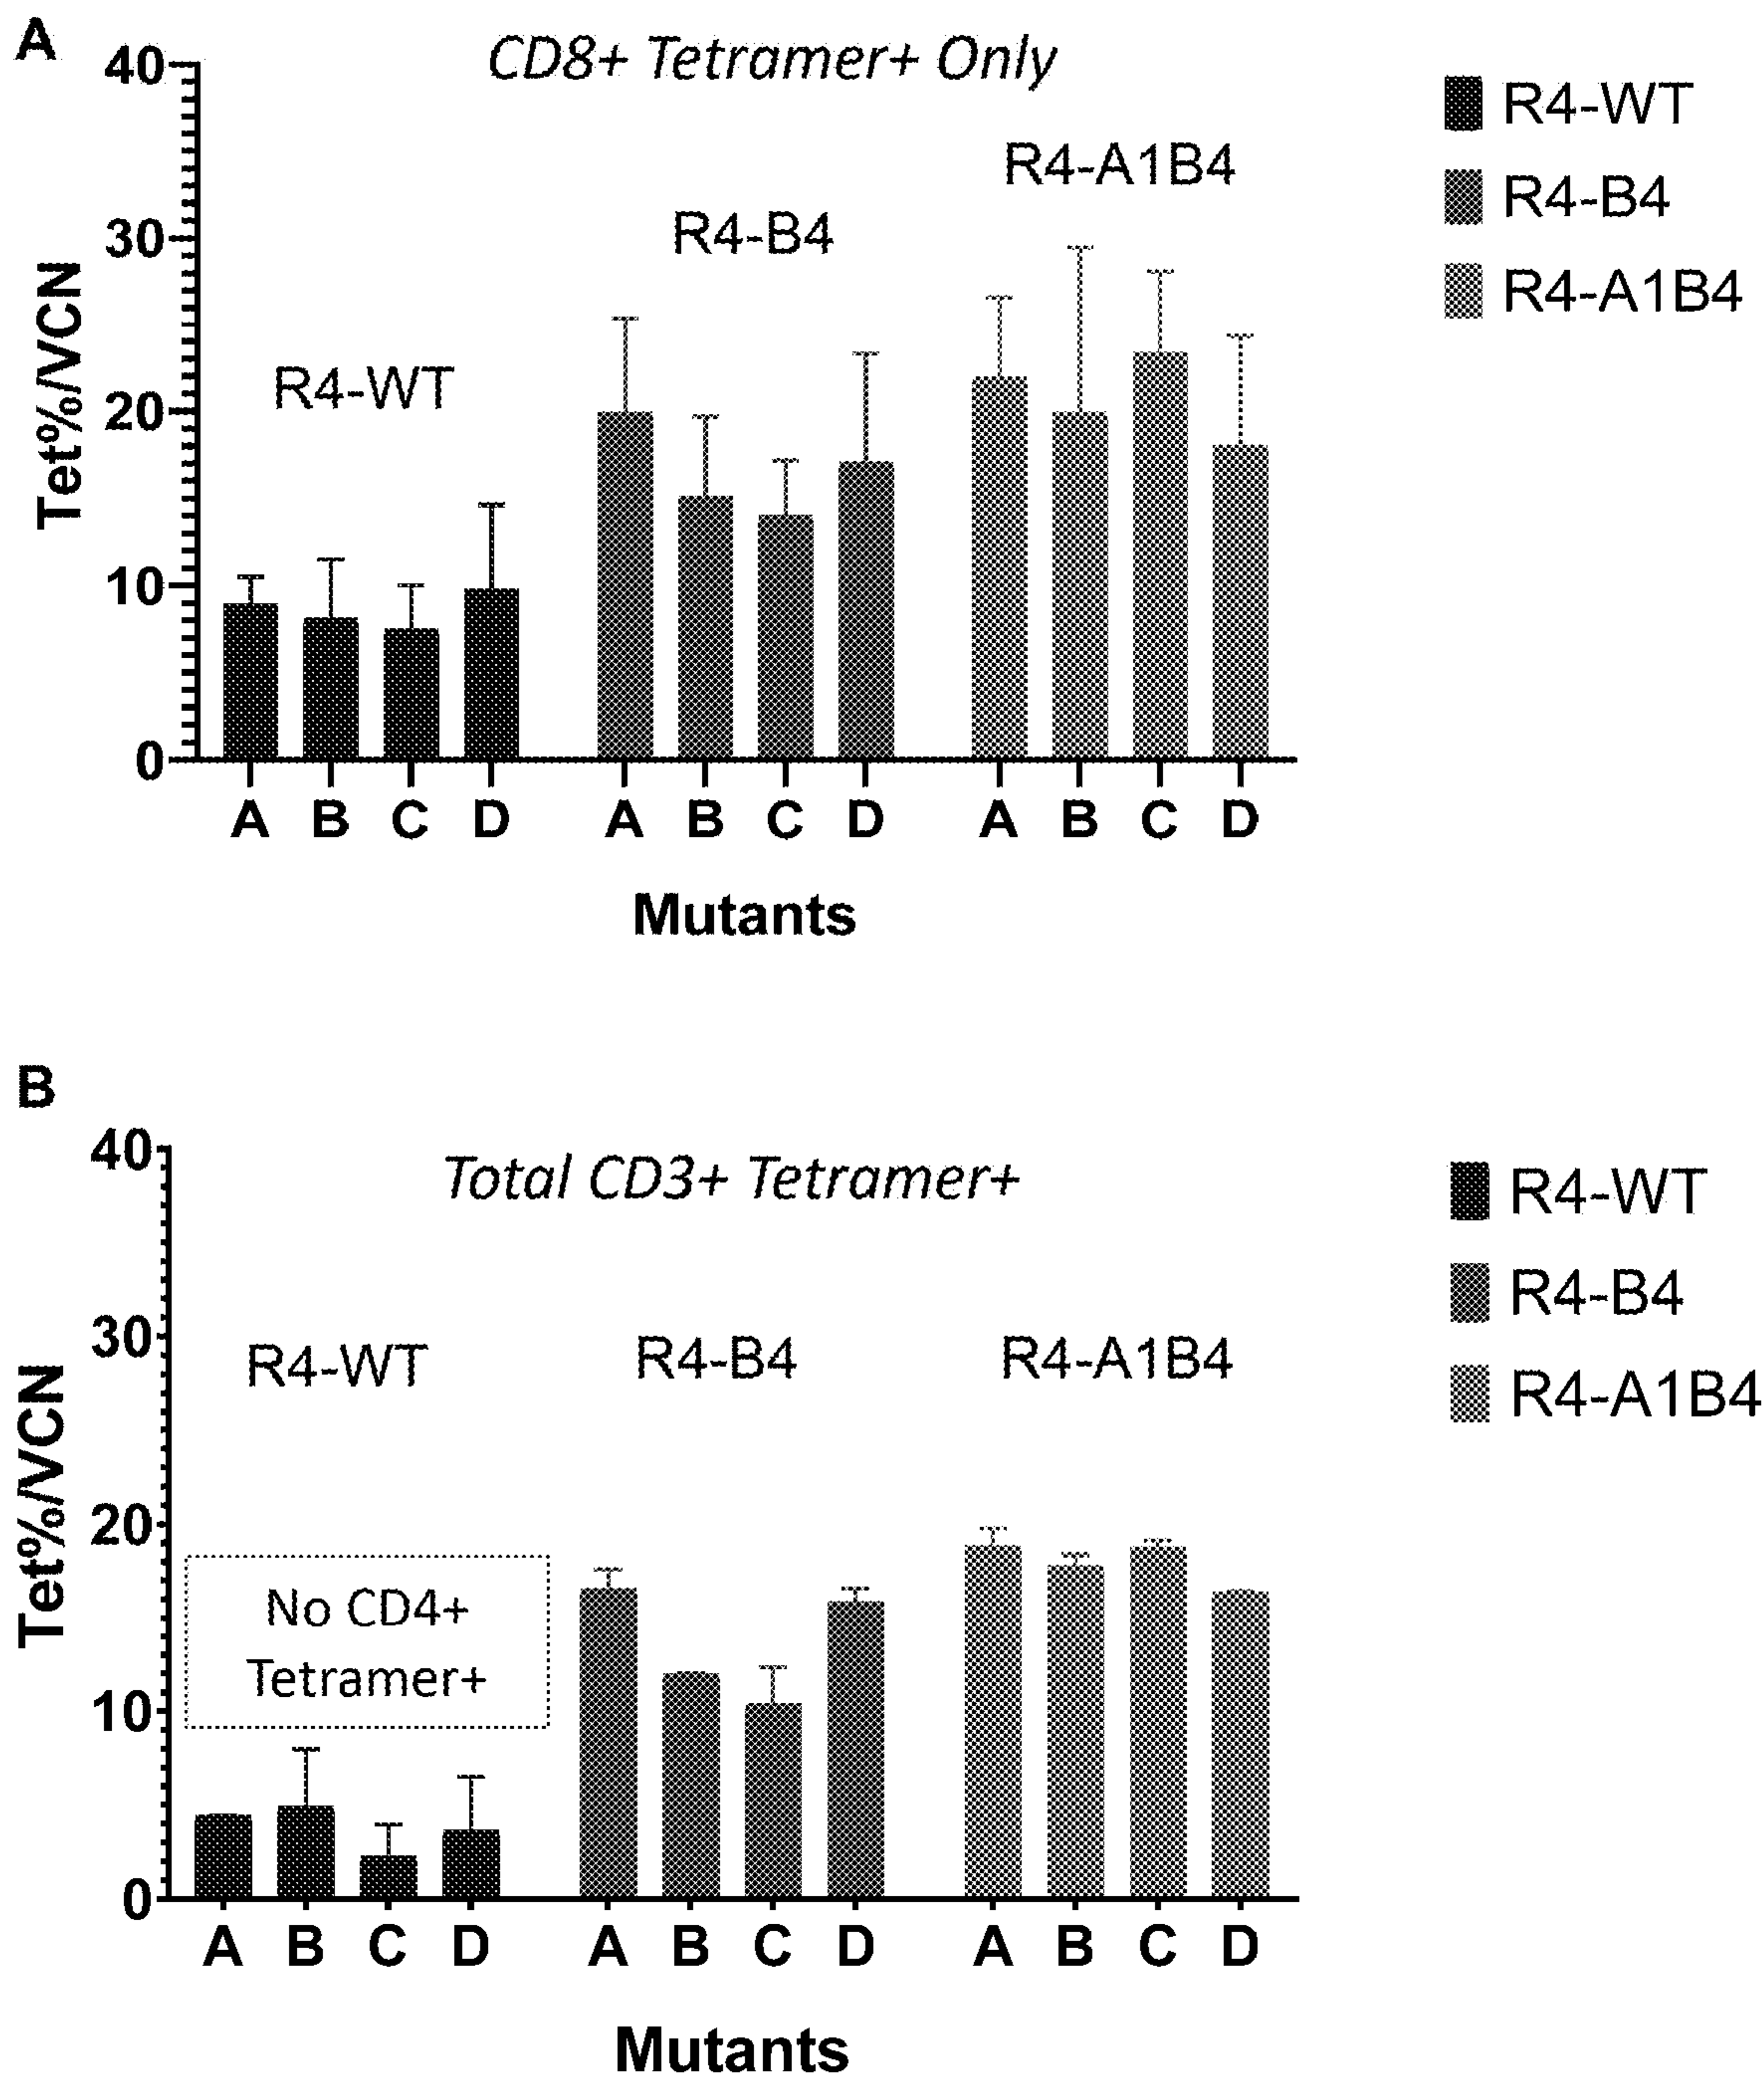 A
CD8+ Tetramer+ Only
40
30
20
10
0
Tet%/VCN
R4-WT
R4-B4
R4-A1B4
R4-WT
R4-B4
R4-A1B4
A B C D A B C D A B C D
Mutants
B
Total CD3+ Tetramer+
40
30
20
10
0
Tet%/VCN
R4-WT
R4-B4
R4-A1B4
No CD4+
Tetramer+
R4-WT
R4-B4
R4-A1B4
A B C D A B C D A B C D
Mutants